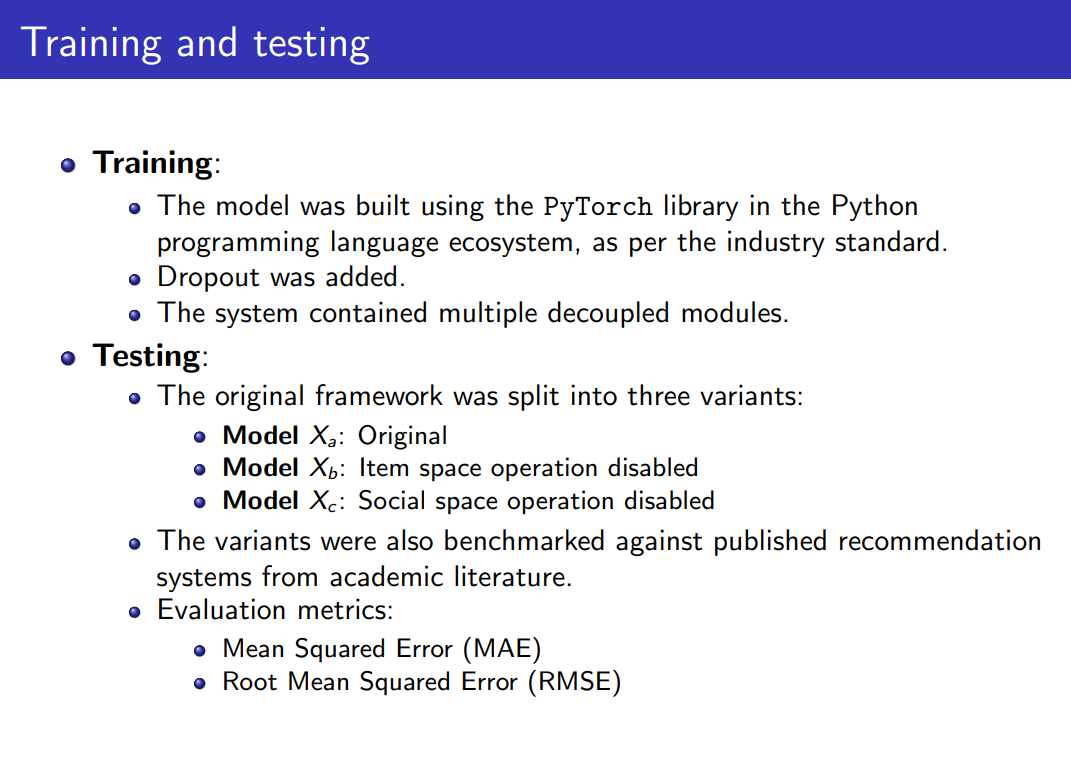 Training and testing
Training:
The model was built using the PyTorch library in the Python
programming language ecosystem, as per the industry standard.
Dropout was added.
The system contained multiple decoupled modules.
Testing:
The original framework was split into three variants:
Model Xa: Original
Model Xb: Item space operation disabled
Model Xc: Social space operation disabled
The variants were also benchmarked against published recommendation
systems from academic literature.
Evaluation metrics:
Mean Squared Error (MAE)
Root Mean Squared Error (RMSE)